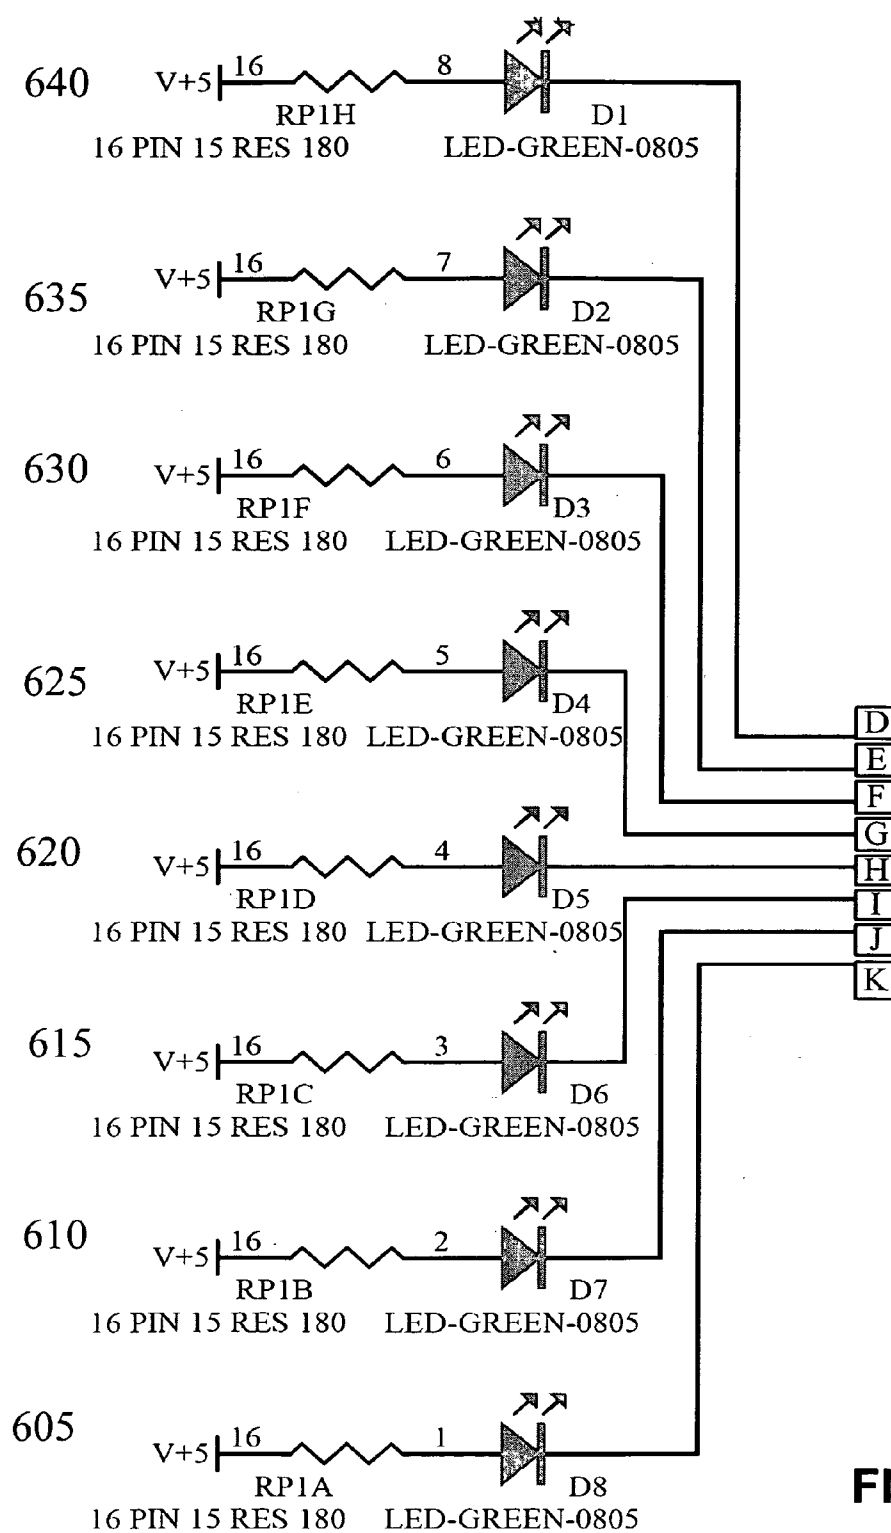 640 V+5 16 8
RP1H D1
16 PIN 15 RES 180 LED-GREEN-0805
635 V+5 16 7
RP1G D2
16 PIN 15 RES 180 LED-GREEN-0805
630 V+5 16 6
RP1F D3
16 PIN 15 RES 180 LED-GREEN-0805
625 V+5 16 5
RP1E D4
16 PIN 15 RES 180 LED-GREEN-0805
D
E
F
G
620 V+5 16 4
H
RP1D D5
I
16 PIN 15 RES 180 LED-GREEN-0805
J
K
615 V+5 16 3
RP1C D6
16 PIN 15 RES 180 LED-GREEN-0805
610 V+5 16 2
RP1B D7
16 PIN 15 RES 180 LED-GREEN-0805
605 V+5 16 1
RP1A D8
16 PIN 15 RES 180 LED-GREEN-0805